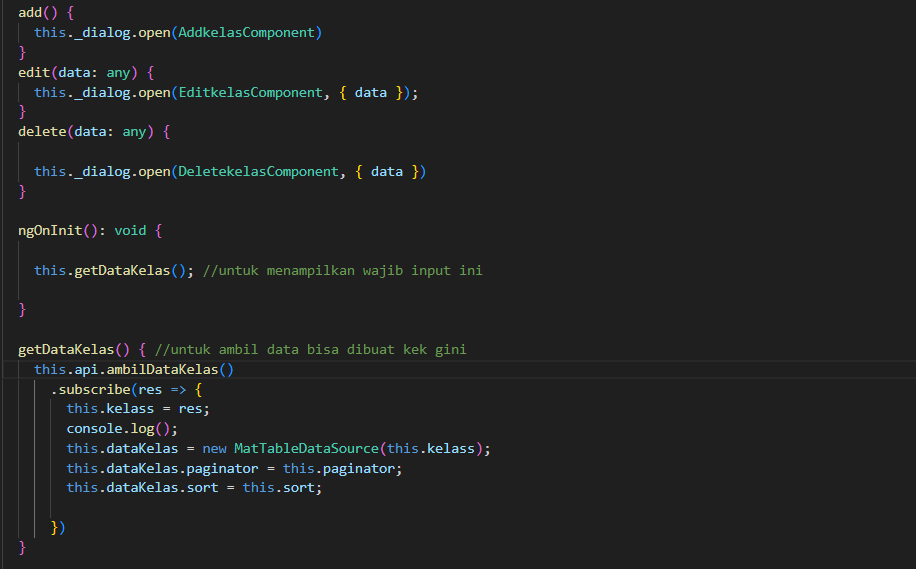 add() {
this._dialog.open(AddkelasComponent)
}
edit(data: any) {
this._dialog.open(EditkelasComponent, { data });
}
delete(data: any) {
this._dialog.open(DeletekelasComponent, { data })
}
ngOnInit(): void {
this.getDataKelas(); //untuk menampilkan wajib input ini
}
getDataKelas() { //untuk ambil data bisa dibuat kek gini
this.api.ambilDataKelas()
.subscribe(res => {
this.kelass = res;
console.log();
this.dataKelas = new MatTableDataSource(this.kelass);
this.dataKelas.paginator = this.paginator;
this.dataKelas.sort = this.sort;
})
}